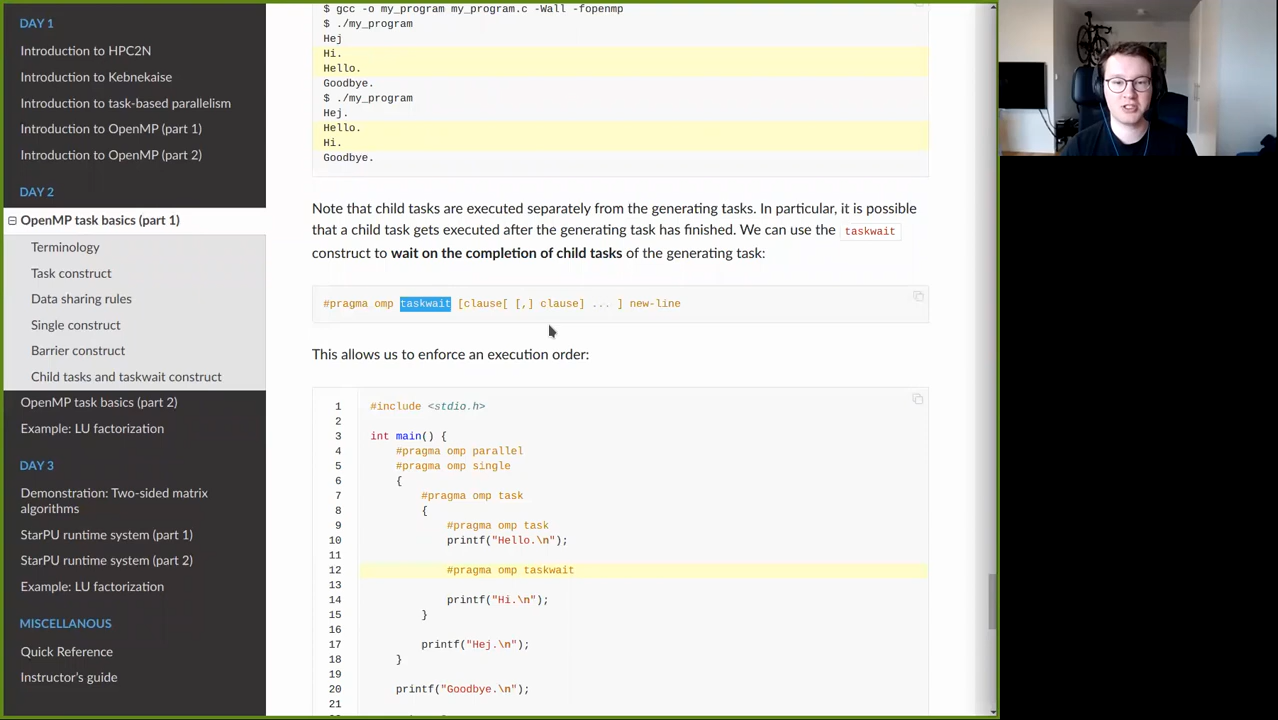 DAY 1
Introduction to HPC2N
Introduction to Kebnekaise
Introduction to task-based parallelism
Introduction to OpenMP (part 1)
Introduction to OpenMP (part 2)
DAY 2
OpenMP task basics (part 1)
Terminology
Task construct
Data sharing rules
Single construct
Barrier construct
Child tasks and taskwait construct
OpenMP task basics (part 2)
Example: LU factorization
DAY 3
Demonstration: Two-sided matrix
algorithms
StarPU runtime system (part 1)
StarPU runtime system (part 2)
Example: LU factorization
MISCELLANOUS
Quick Reference
Instructor's guide
$ gcc -o my_program my_program.c -Wall -fopenmp
$ ./my_program
Hej
Hi.
Hello.
Goodbye.
$ ./my_program
Hej.
Hello.
Hi.
Goodbye.
Note that child tasks are executed separately from the generating tasks. In particular, it is possible
that a child task gets executed after the generating task has finished. We can use the taskwait
construct to wait on the completion of child tasks of the generating task:
#pragma omp taskwait [clause[ [,] clause] ... ] new-line
This allows us to enforce an execution order:
1 #include <stdio.h>
2
3 int main() {
4 #pragma omp parallel
5 #pragma omp single
6 {
7 #pragma omp task
8 {
9 #pragma omp task
10 printf("Hello.\n");
11
12 #pragma omp taskwait
13
14 printf("Hi.\n");
15 }
16
17 printf("Hej.\n");
18 }
19
20 printf("Goodbye.\n");
21